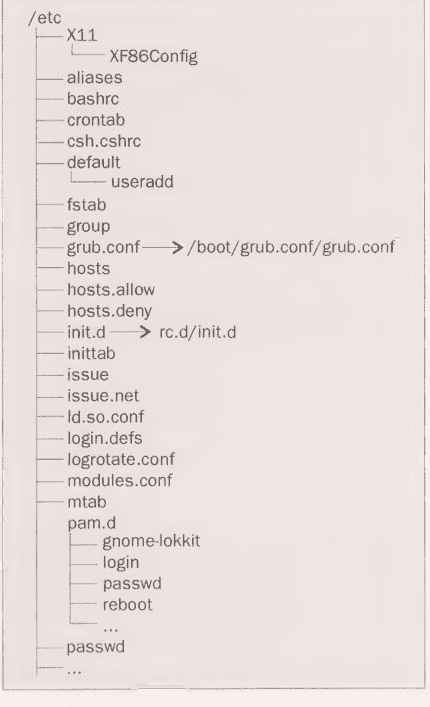 /etc
X11
XF86Config
aliases
bashrc
crontab
csh.cshrc
default
useradd
fstab
group
grub.conf → /boot/grub.conf/grub.conf
hosts
hosts.allow
hosts.deny
init.d → rc.d/init.d
inittab
issue
issue.net
ld.so.conf
login.defs
logrotate.conf
modules.conf
mtab
pam.d
gnome-lokkit
login
passwd
reboot
...
passwd
...